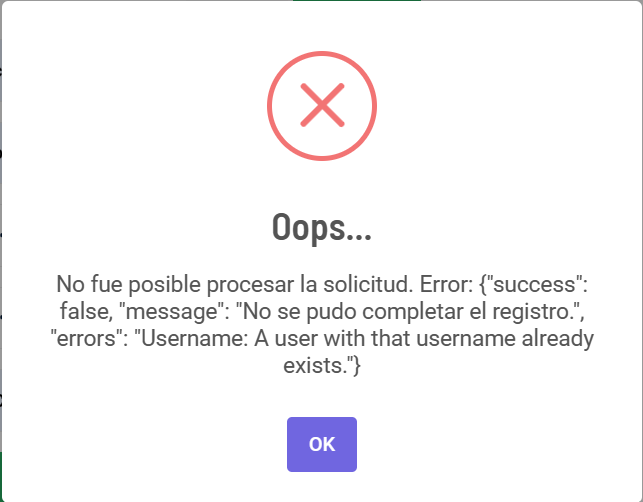 Oops...
No fue posible procesar la solicitud. Error: {"success":
false, "message": "No se pudo completar el registro.",
"errors": "Username: A user with that username already
exists."}
OK